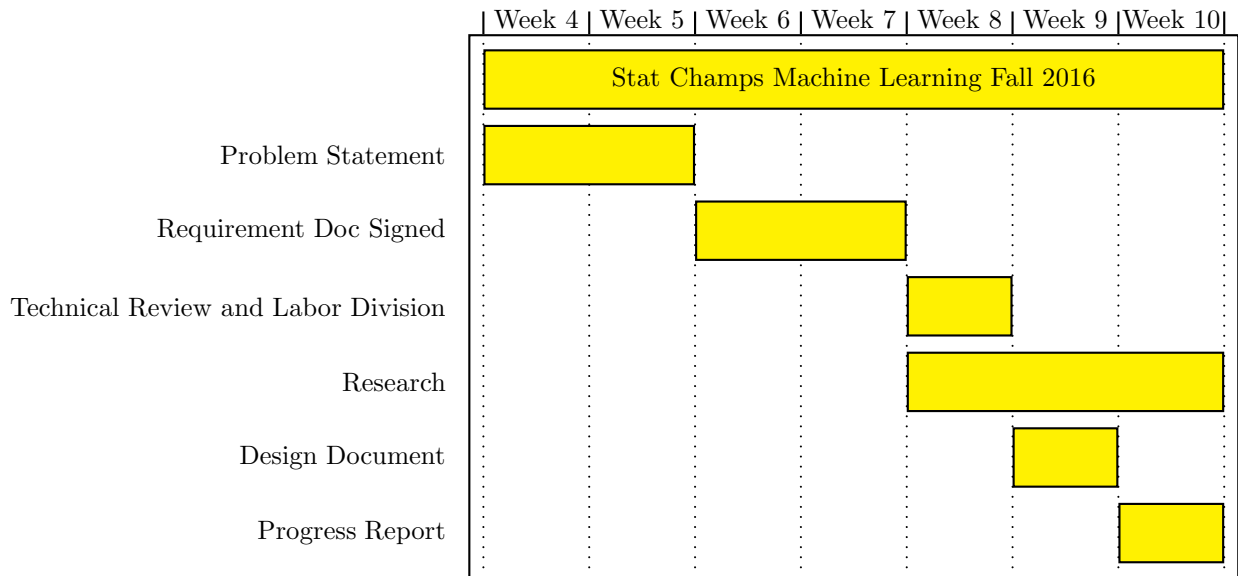 Week 4 Week 5 Week 6 Week 7 Week 8 Week 9 Week 10
Stat Champs Machine Learning Fall 2016
Problem Statement
Requirement Doc Signed
Technical Review and Labor Division
Research
Design Document
Progress Report